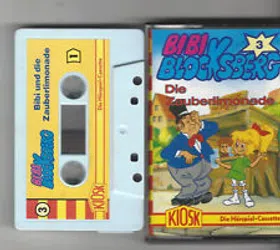 Bibi und die
Zauberlimonade
1
BIBI
BLOCKSBERG
3
KIOSK
Die Hörspiel-Cassette
BIBI 3
BLOCKSBERG
Die
Zauberlimonade
KIOSK
Die Hörspiel-Cassette